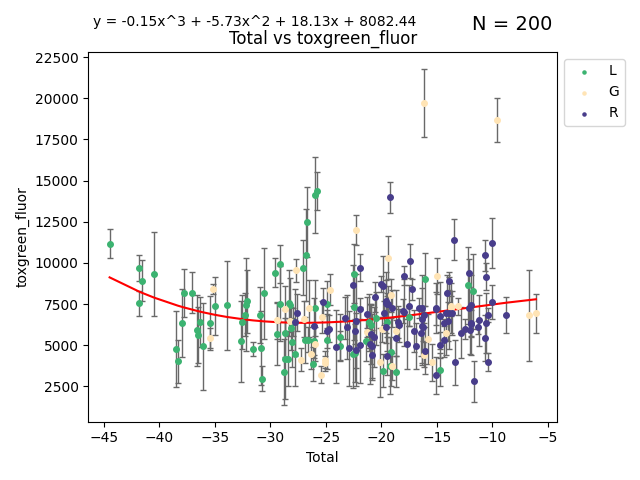 y = -0.15x^3 + -5.73x^2 + 18.13x + 8082.44
N = 200
Total vs toxgreen_fluor
L
G
R
toxgreen_fluor
22500
20000
17500
15000
12500
10000
7500
5000
2500
−45 −40 −35 −30 −25 −20 −15 −10 −5
Total